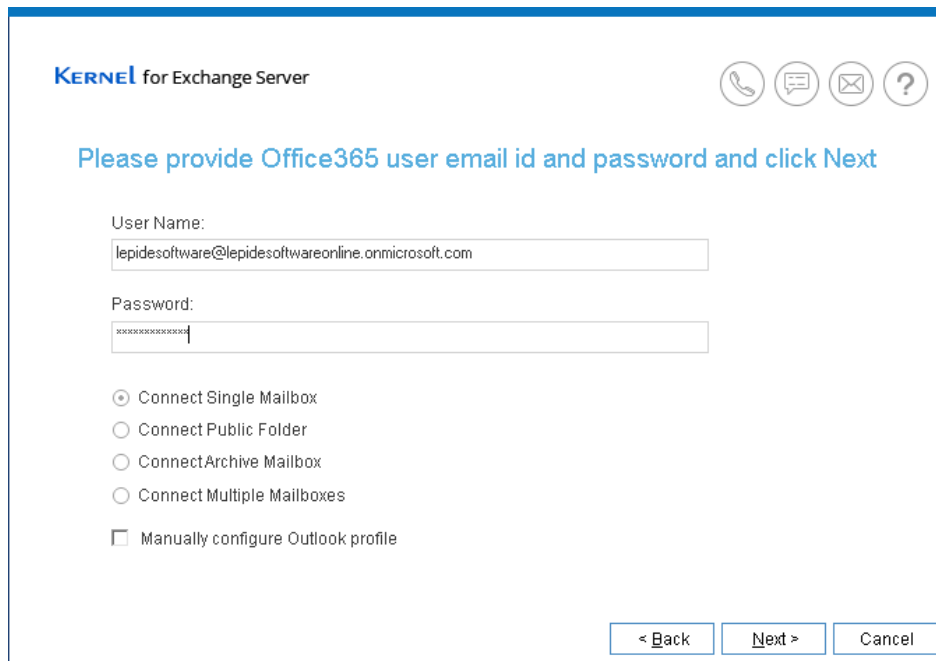 KERNEL for Exchange Server
?
Please provide Office365 user email id and password and click Next
User Name:
lepidesoftware@lepidesoftwareonline.onmicrosoft.com
Password:
*************
Connect Single Mailbox
Connect Public Folder
Connect Archive Mailbox
Connect Multiple Mailboxes
Manually configure Outlook profile
< Back Next > Cancel